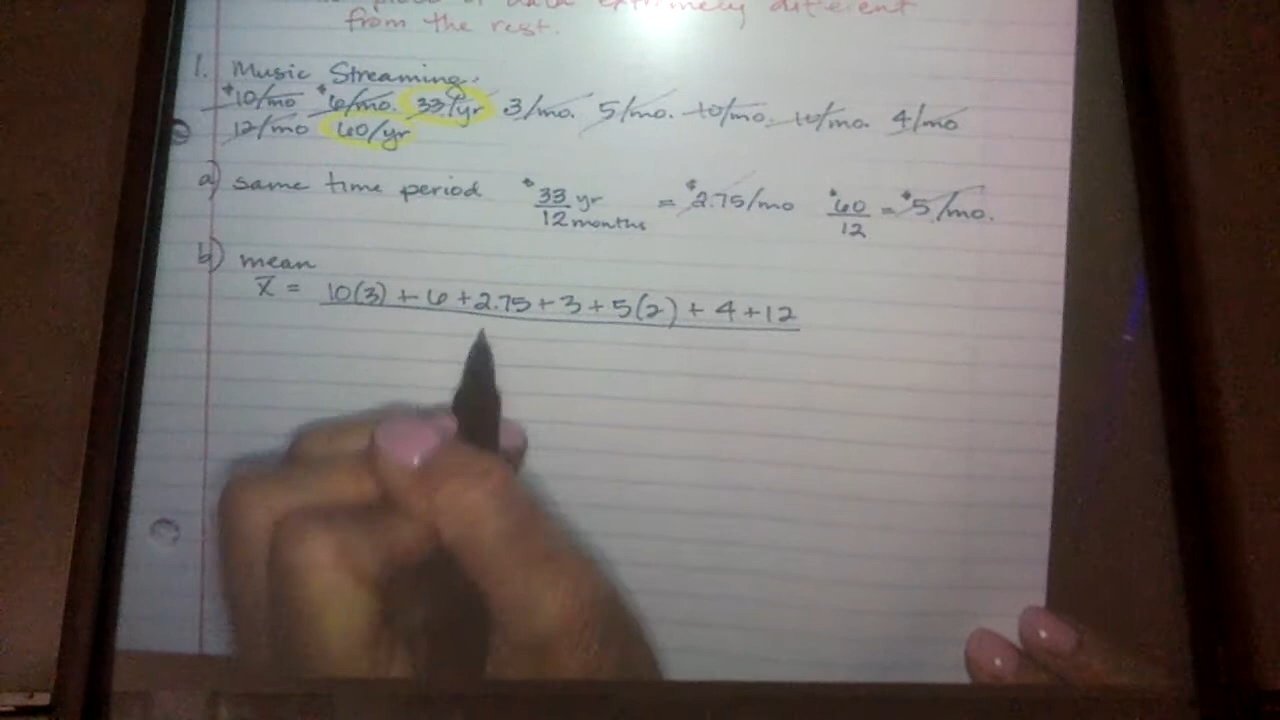 extremely different
from the rest.
1. Music Streaming.
$10/mo $6/mo. 33/yr 3/mo. 5/mo. 10/mo. 10/mo. 4/mo
12/mo 60/yr
a) same time period $33 yr / 12 months = $2.75/mo $60 / 12 = $5/mo.
b) mean
x̄ = 10(3) + 6 + 2.75 + 3 + 5(2) + 4 + 12